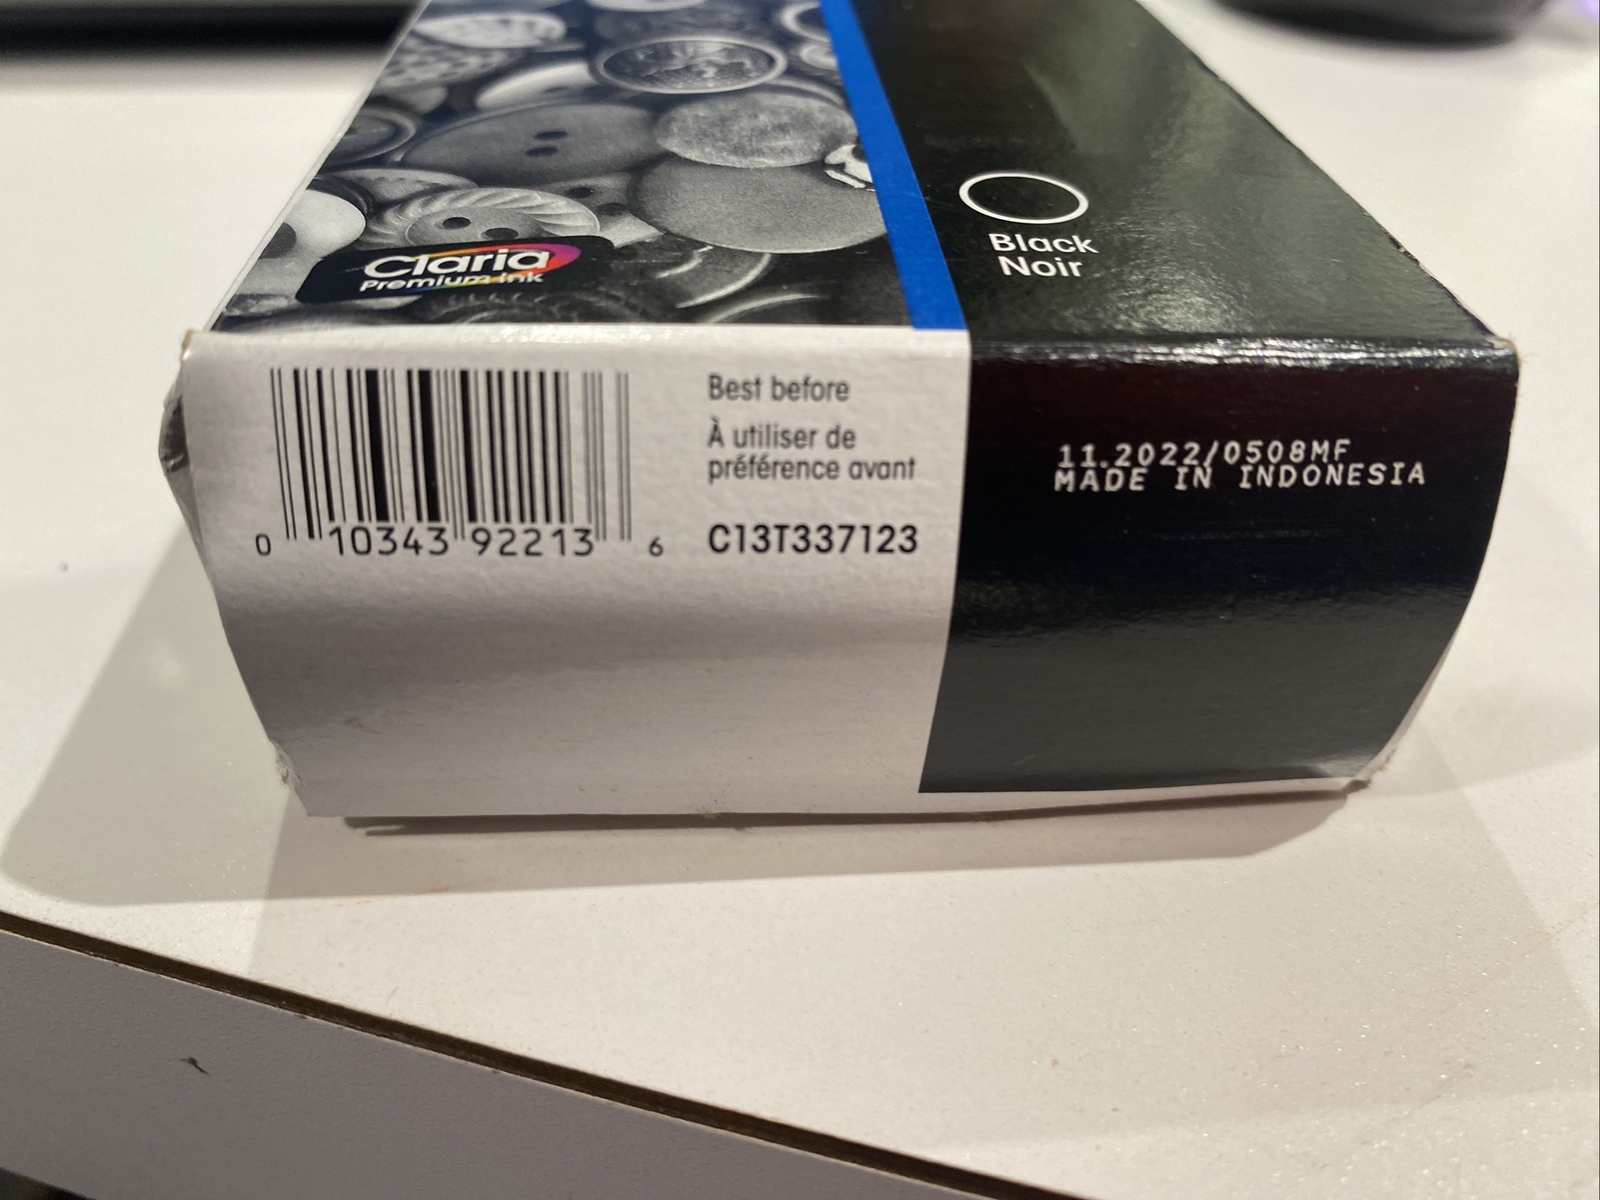 Claria
Premium Ink
Black
Noir
Best before
À utiliser de
préférence avant
C13T337123
0 10343 92213 6
11.2022/0508MF
MADE IN INDONESIA